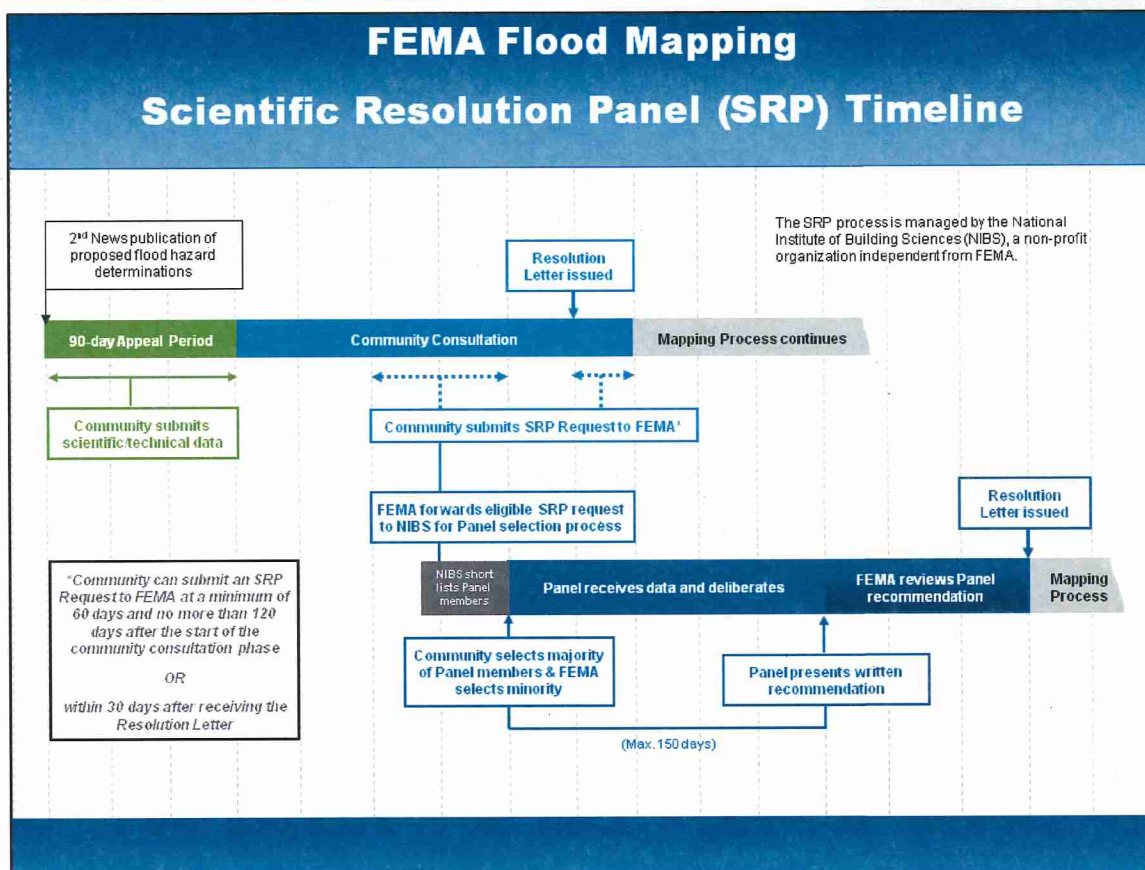 FEMA Flood Mapping
Scientific Resolution Panel (SRP) Timeline
2nd News publication of
proposed flood hazard
determinations
Resolution
Letter issued
The SRP process is managed by the National
Institute of Building Sciences (NIBS), a non-profit
organization independent from FEMA.
90-day Appeal Period
Community Consultation
Mapping Process continues
Community submits
scientific/technical data
Community submits SRP Request to FEMA*
FEMA forwards eligible SRP request
to NIBS for Panel selection process
Resolution
Letter issued
NIBS short
lists Panel
members
Panel receives data and deliberates
FEMA reviews Panel
recommendation
Mapping
Process
*Community can submit an SRP
Request to FEMA at a minimum of
60 days and no more than 120
days after the start of the
community consultation phase
OR
within 30 days after receiving the
Resolution Letter
Community selects majority
of Panel members & FEMA
selects minority
Panel presents written
recommendation
(Max. 150 days)